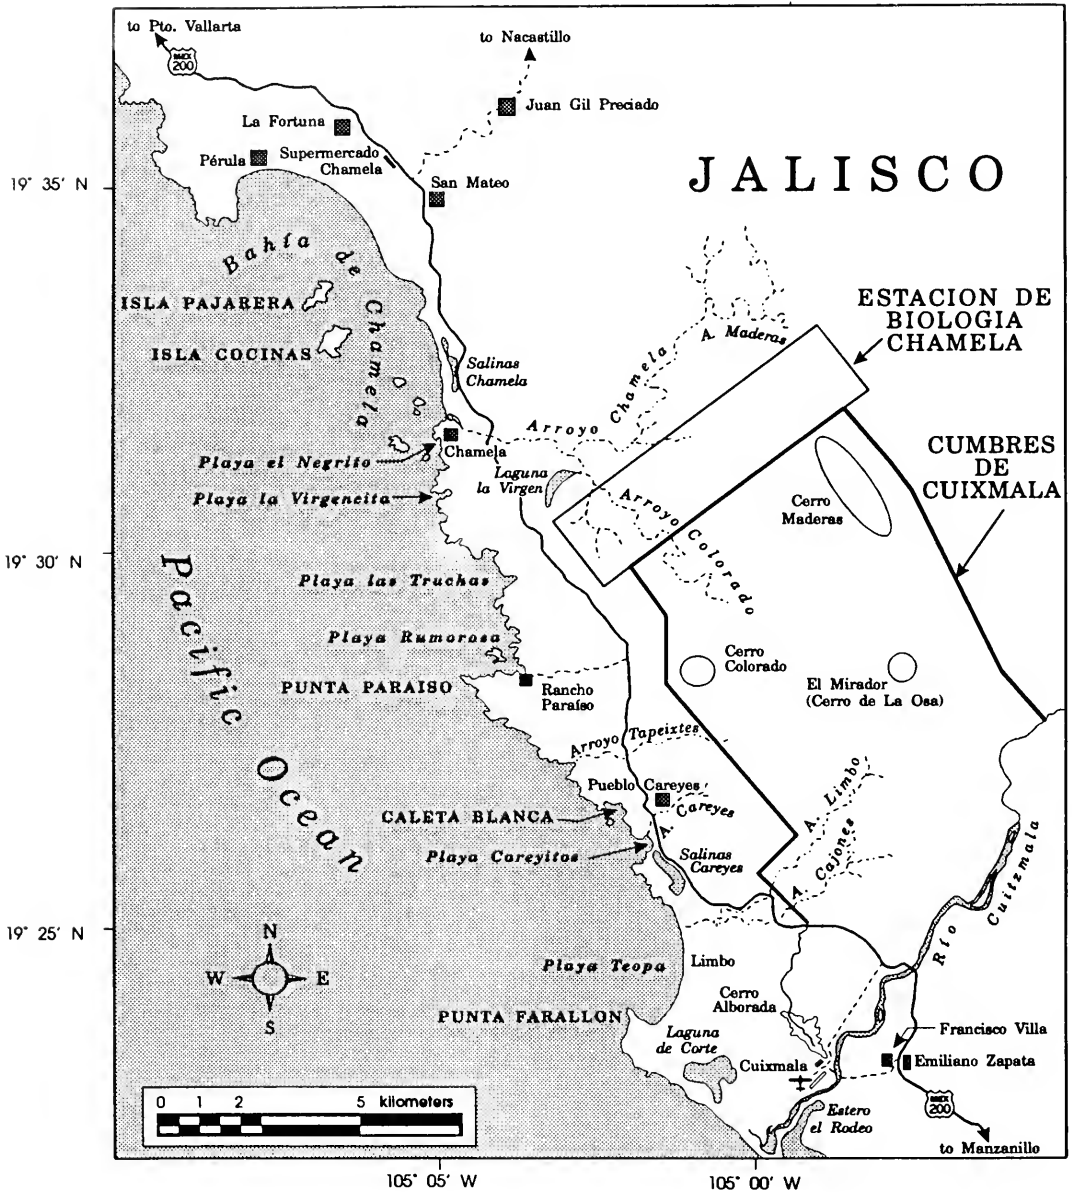 to Pto. Vallarta
MEX
200
to Nacastillo
Juan Gil Preciado
La Fortuna
Pérula
Supermercado
Chamela
San Mateo
19° 35' N
JALISCO
Bahía de Chamela
ISLA PAJARERA
ISLA COCINAS
Salinas
Chamela
A. Maderas
Arroyo Chamela
ESTACION DE
BIOLOGIA
CHAMELA
CUMBRES
DE
CUIXMALA
Chamela
Playa el Negrito
Playa la Virgencita
Laguna
la Virgen
Arroyo Colorado
Cerro
Maderas
19° 30' N
Pacific Ocean
Playa las Truchas
Playa Rumorosa
PUNTA PARAISO
Rancho
Paraíso
Cerro
Colorado
El Mirador
(Cerro de La Osa)
Arroyo Tapeixtes
Pueblo Careyes
A. Careyes
A. Limbo
A Cajones
CALETA BLANCA
Playa Careyitos
Salinas
Careyes
Río Cuitzmala
19° 25' N
N
W
E
S
Playa Teopa
Limbo
PUNTA FARALLON
Cerro
Alborada
Laguna
de Corte
Cuixmala
Francisco Villa
Emiliano Zapata
MEX
200
Estero
el Rodeo
to Manzanillo
0 1 2 5 kilometers
105° 05' W
105° 00' W